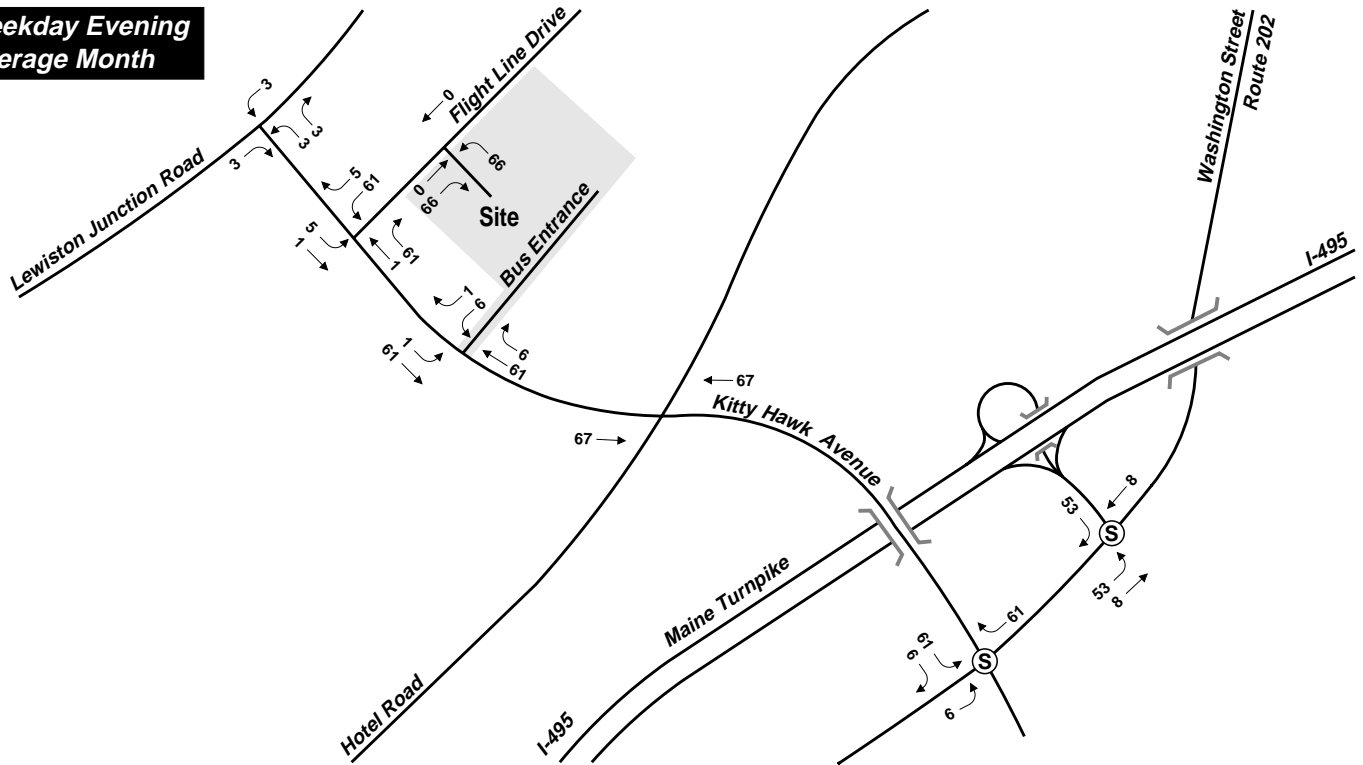 eekday Evening
erage Month
Flight Line Drive
Washington Street
Route 202
Lewiston Junction Road
3
3
3
3
0
66
0
66
Site
Bus Entrance
5
61
5
1
61
1
1
6
1
61
6
61
I-495
67
67
Kitty Hawk Avenue
8
53
S
53
8
Maine Turnpike
61
61
6
S
6
Hotel Road
I-495